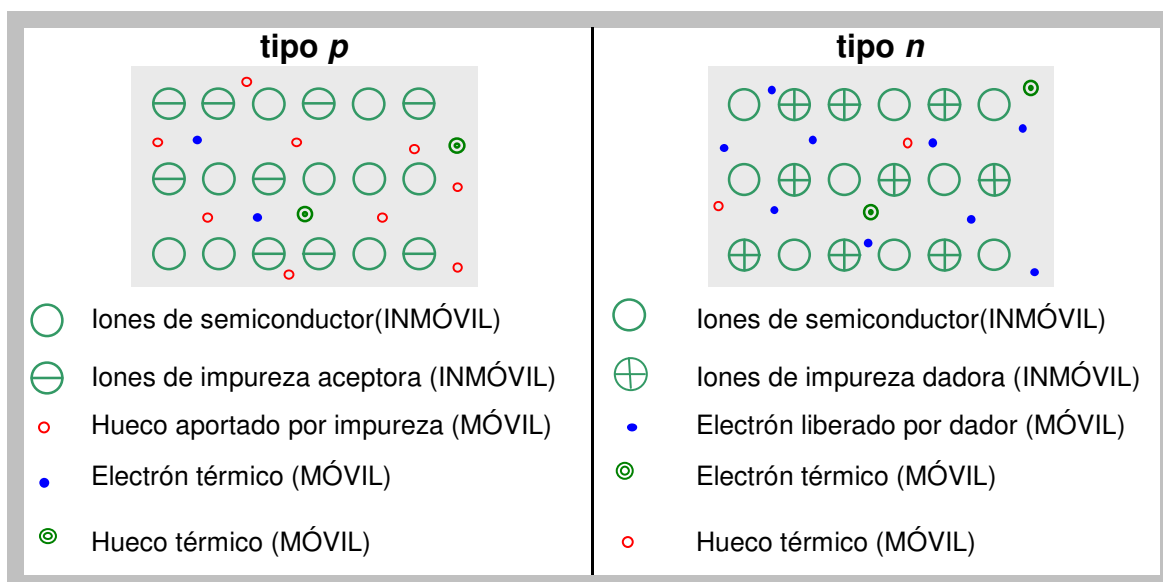 tipo p
Iones de semiconductor(INMÓVIL)
Iones de impureza aceptora (INMÓVIL)
Hueco aportado por impureza (MÓVIL)
Electrón térmico (MÓVIL)
Hueco térmico (MÓVIL)
tipo n
Iones de semiconductor(INMÓVIL)
Iones de impureza dadora (INMÓVIL)
Electrón liberado por dador (MÓVIL)
Electrón térmico (MÓVIL)
Hueco térmico (MÓVIL)